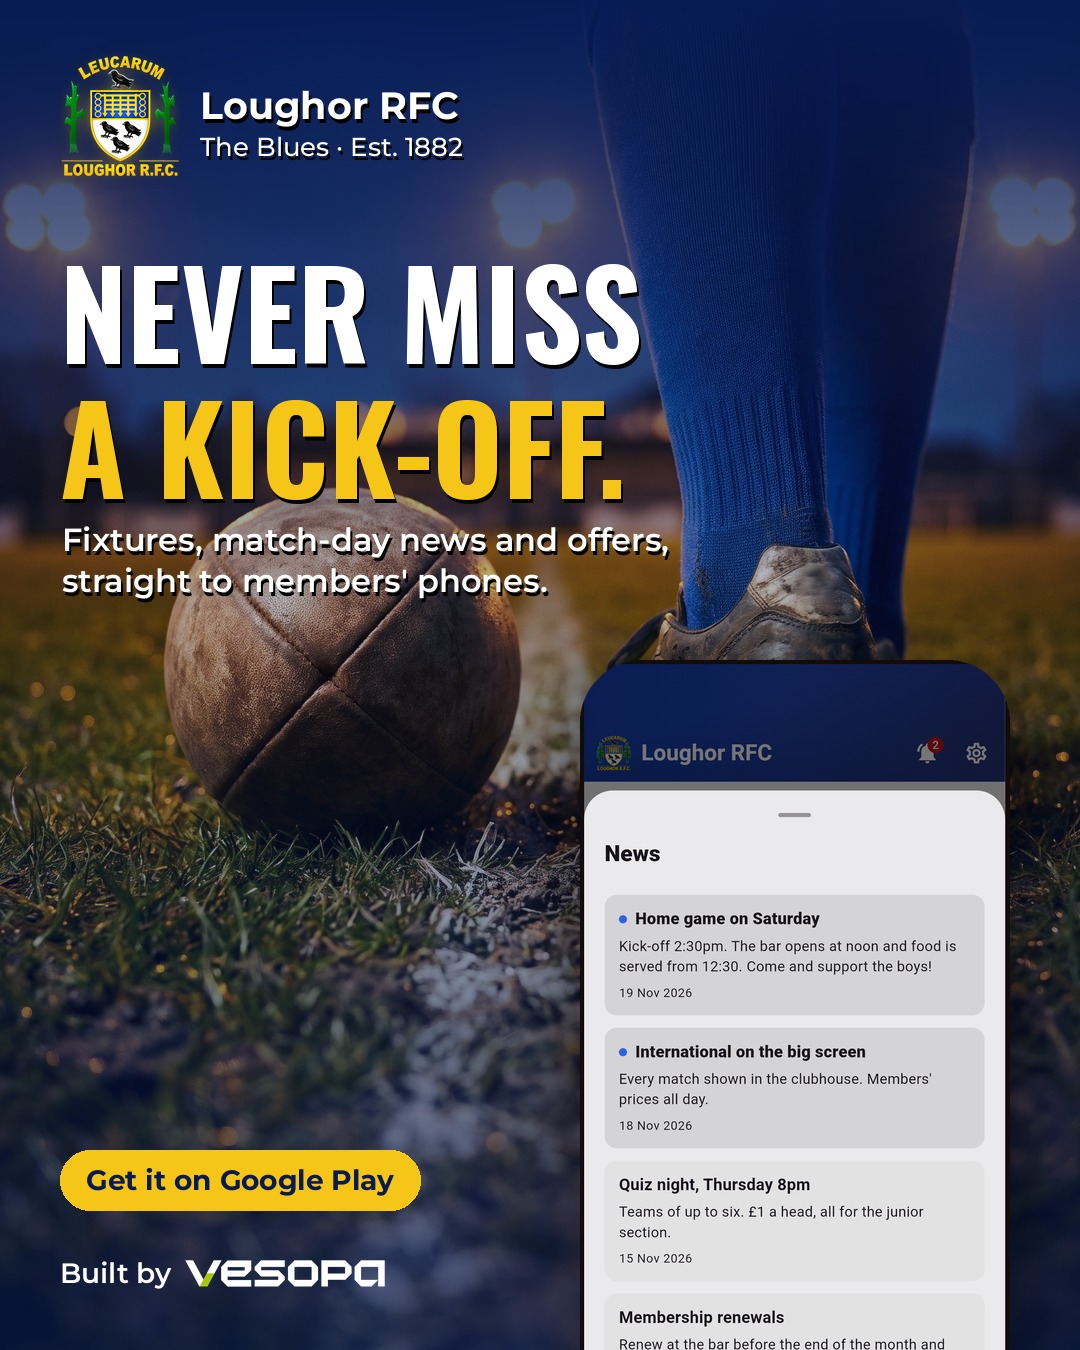 LEUCARUM
LOUGHOR R.F.C.
Loughor RFC
The Blues · Est. 1882
NEVER MISS
A KICK-OFF.
Fixtures, match-day news and offers,
straight to members' phones.
LEUCARUM
LOUGHOR R.F.C.
Loughor RFC
2
News
Home game on Saturday
Kick-off 2:30pm. The bar opens at noon and food is
served from 12:30. Come and support the boys!
19 Nov 2026
International on the big screen
Every match shown in the clubhouse. Members'
prices all day.
18 Nov 2026
Quiz night, Thursday 8pm
Teams of up to six. £1 a head, all for the junior
section.
15 Nov 2026
Membership renewals
Renew at the bar before the end of the month and
Get it on Google Play
Built by vesopa